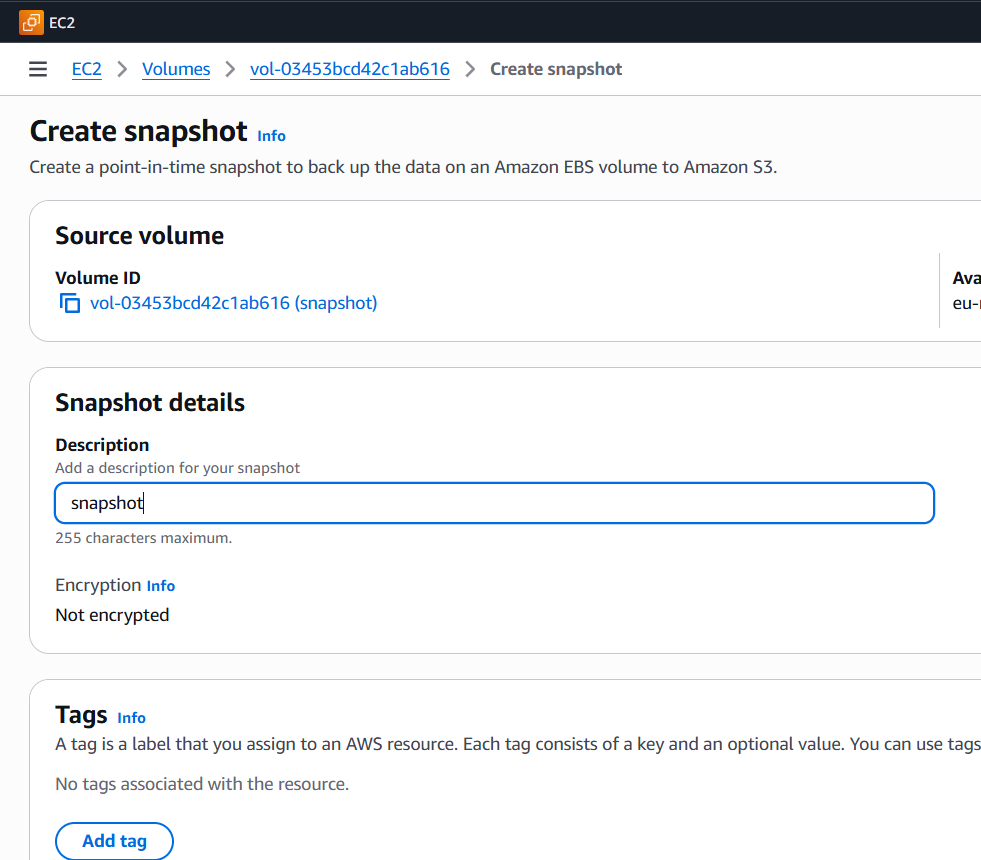 EC2
EC2 > Volumes > vol-03453bcd42c1ab616 > Create snapshot
Create snapshot Info
Create a point-in-time snapshot to back up the data on an Amazon EBS volume to Amazon S3.
Source volume
Volume ID
vol-03453bcd42c1ab616 (snapshot)
Ava
eu-
Snapshot details
Description
Add a description for your snapshot
snapshot
255 characters maximum.
Encryption Info
Not encrypted
Tags Info
A tag is a label that you assign to an AWS resource. Each tag consists of a key and an optional value. You can use tags
No tags associated with the resource.
Add tag